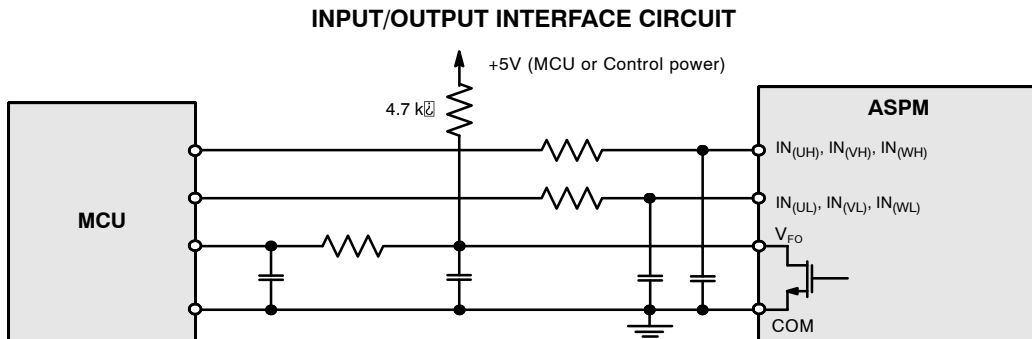 INPUT/OUTPUT INTERFACE CIRCUIT
+5V (MCU or Control power)
4.7 k
ASPM
IN(UH), IN(VH), IN(WH)
IN(UL), IN(VL), IN(WL)
MCU
VFO
COM